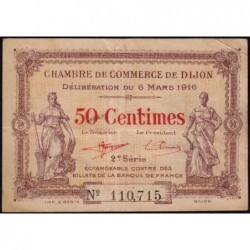 CHAMBRE DE COMMERCE DE DIJON
DÉLIBÉRATION DU 6 MARS 1916
50 Centimes
Le Trésorier Le Président
2e Série
ÉCHANGEABLE CONTRE DES
BILLETS DE LA BANQUE DE FRANCE
No 110,715
DIJON